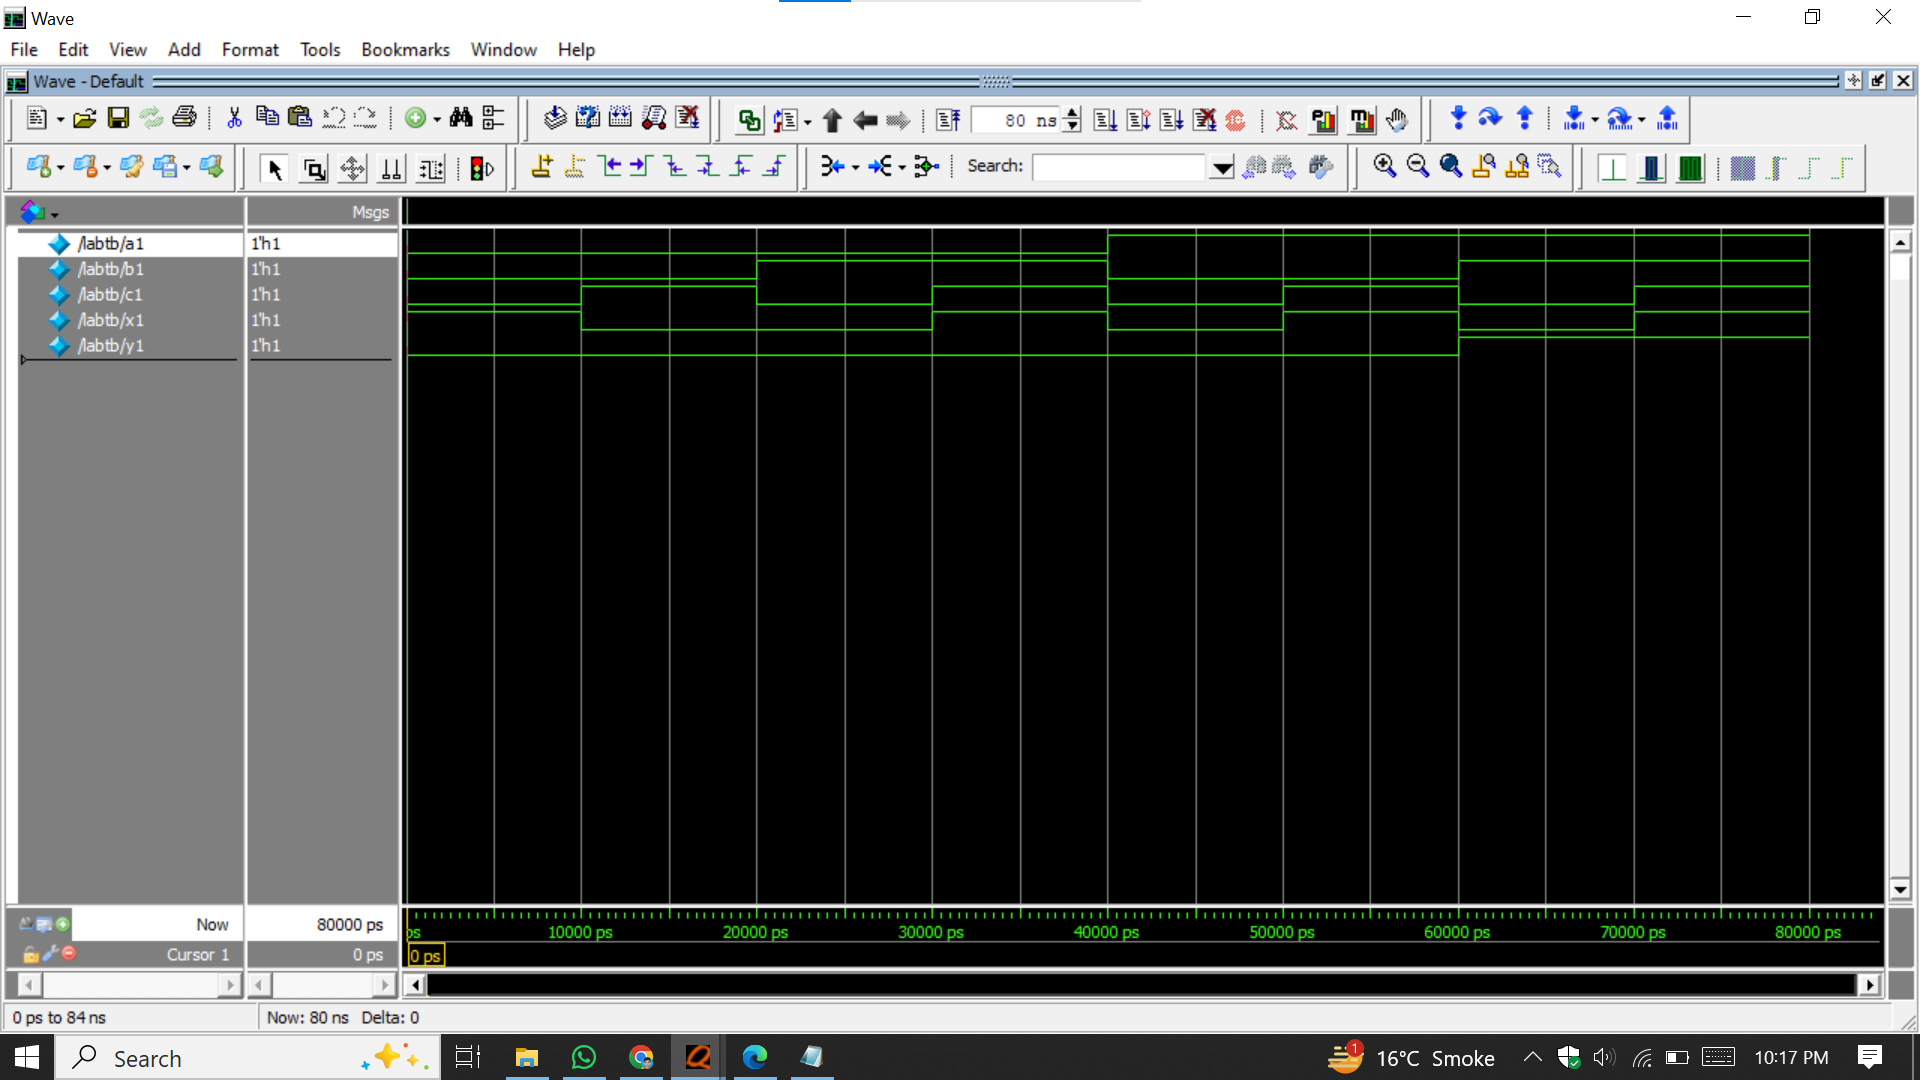 Wave
File Edit View Add Format Tools Bookmarks Window Help
Wave - Default
80 ns
Search:
Msgs
/labtb/a1 1'h1
/labtb/b1 1'h1
/labtb/c1 1'h1
/labtb/x1 1'h1
/labtb/y1 1'h1
Now 80000 ps
ps 10000 ps 20000 ps 30000 ps 40000 ps 50000 ps 60000 ps 70000 ps 80000 ps
Cursor 1 0 ps 0 ps
0 ps to 84 ns Now: 80 ns Delta: 0
Search 1 16°C Smoke 10:17 PM